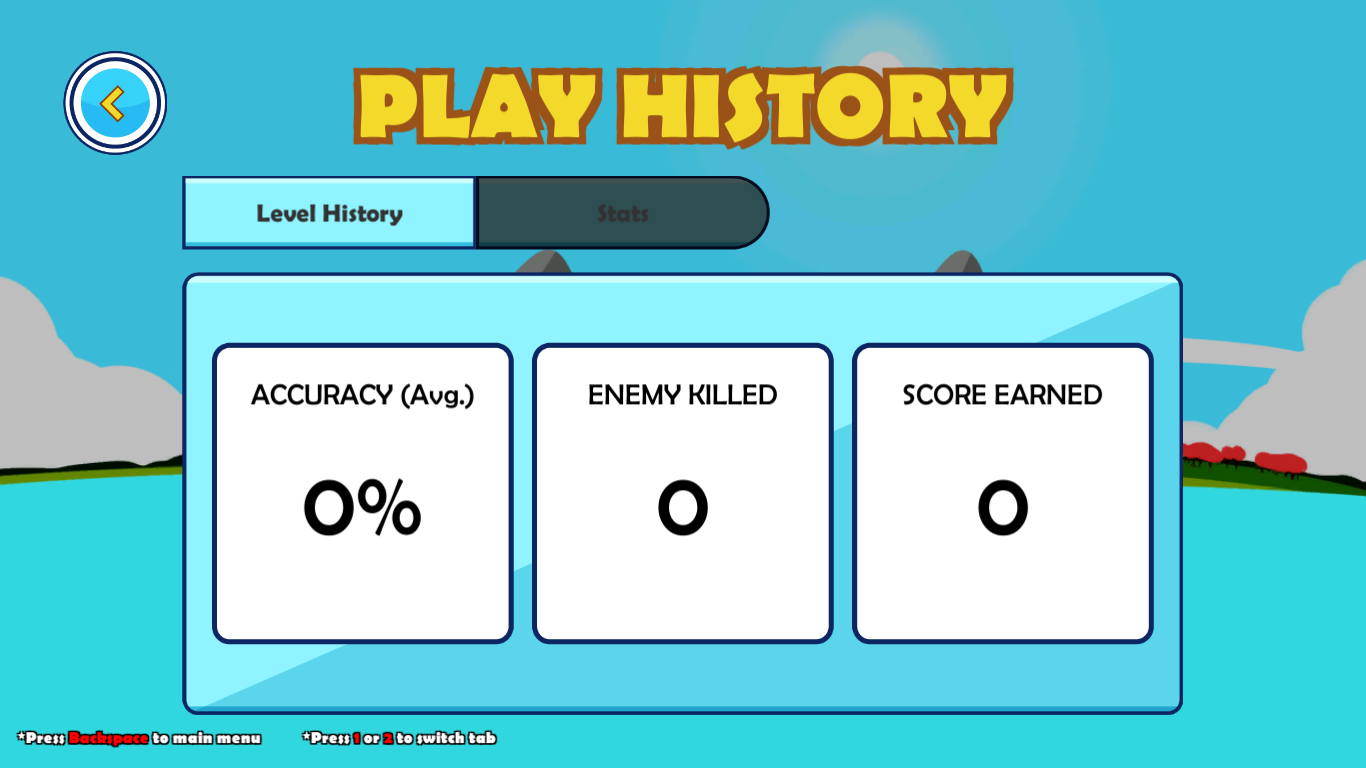 PLAY HISTORY
Level History
Stats
ACCURACY (Avg.)
ENEMY KILLED
SCORE EARNED
0%
0
0
*Press Backspace to main menu
*Press 1 or 2 to switch tab